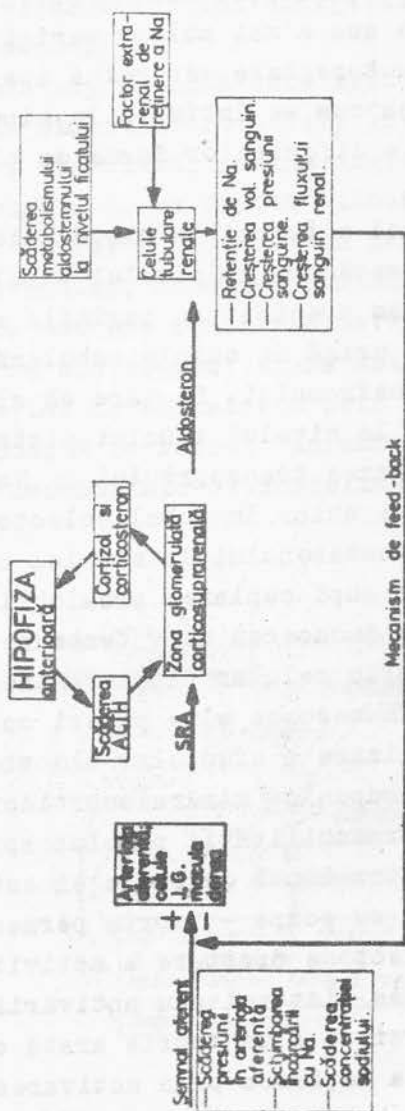 Semnal aferent
— Scăderea
presiunii
în arteriola
aferentă
— Schimbarea
încărcării
cu Na.
— Scăderea
concentrației
spațiului
+
−
Arteriola
aferentă,
celule
J.G.
macula
densa
SRA
HIPOFIZA
anterioară
Scăderea
ACTH
Cortizol si
corticosteron
Zona glomerulată
corticosuprarenală
Aldosteron
Scăderea
metabolismului
aldosteronului
la nivelul ficatului
Factor extra-
renal de
reținere a Na
Celule
tubulare
renale
— Retenție de Na.
— Creșterea vol. sanguin.
Creșterea presiunii
sanguine.
— Creșterea fluxului
sanguin renal.
Mecanism de feed-back